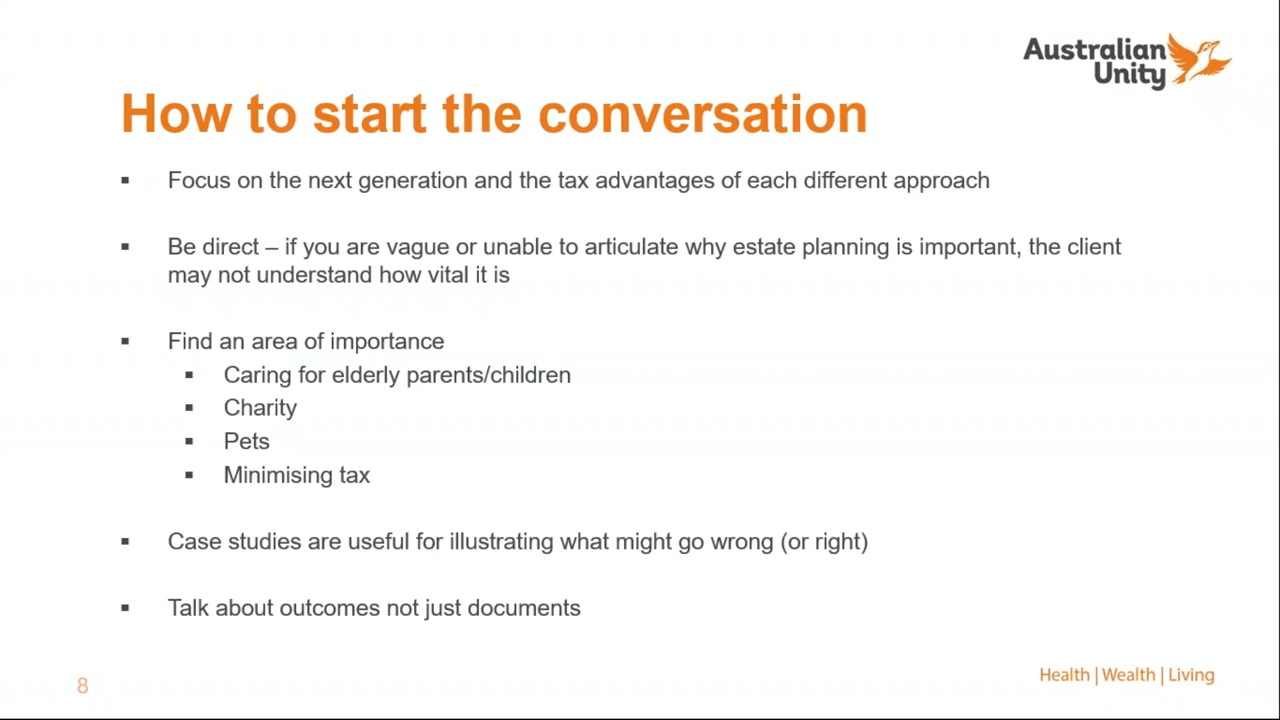 Australian
Unity
How to start the conversation
▪ Focus on the next generation and the tax advantages of each different approach
▪ Be direct – if you are vague or unable to articulate why estate planning is important, the client
may not understand how vital it is
▪ Find an area of importance
▪ Caring for elderly parents/children
▪ Charity
▪ Pets
▪ Minimising tax
▪ Case studies are useful for illustrating what might go wrong (or right)
▪ Talk about outcomes not just documents
8
Health | Wealth | Living